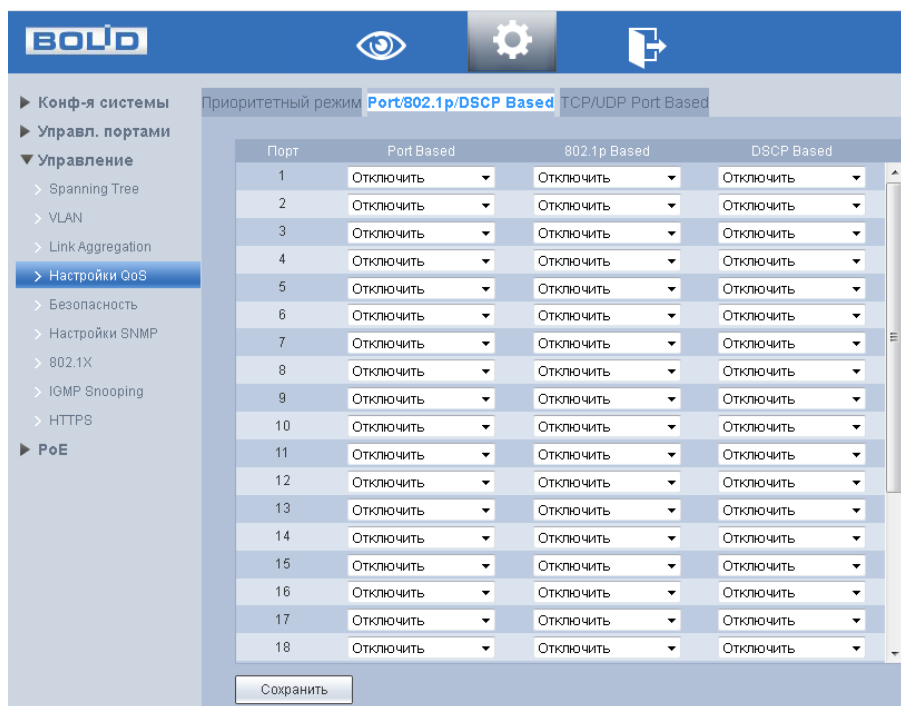 BOLID
Конф-я системы
Управл. портами
Управление
Spanning Tree
VLAN
Link Aggregation
Настройки QoS
Безопасность
Настройки SNMP
802.1X
IGMP Snooping
HTTPS
PoE
Приоритетный режим Port/802.1p/DSCP Based TCP/UDP Port Based
Порт Port Based 802.1p Based DSCP Based
1 Отключить Отключить Отключить
2 Отключить Отключить Отключить
3 Отключить Отключить Отключить
4 Отключить Отключить Отключить
5 Отключить Отключить Отключить
6 Отключить Отключить Отключить
7 Отключить Отключить Отключить
8 Отключить Отключить Отключить
9 Отключить Отключить Отключить
10 Отключить Отключить Отключить
11 Отключить Отключить Отключить
12 Отключить Отключить Отключить
13 Отключить Отключить Отключить
14 Отключить Отключить Отключить
15 Отключить Отключить Отключить
16 Отключить Отключить Отключить
17 Отключить Отключить Отключить
18 Отключить Отключить Отключить
Сохранить